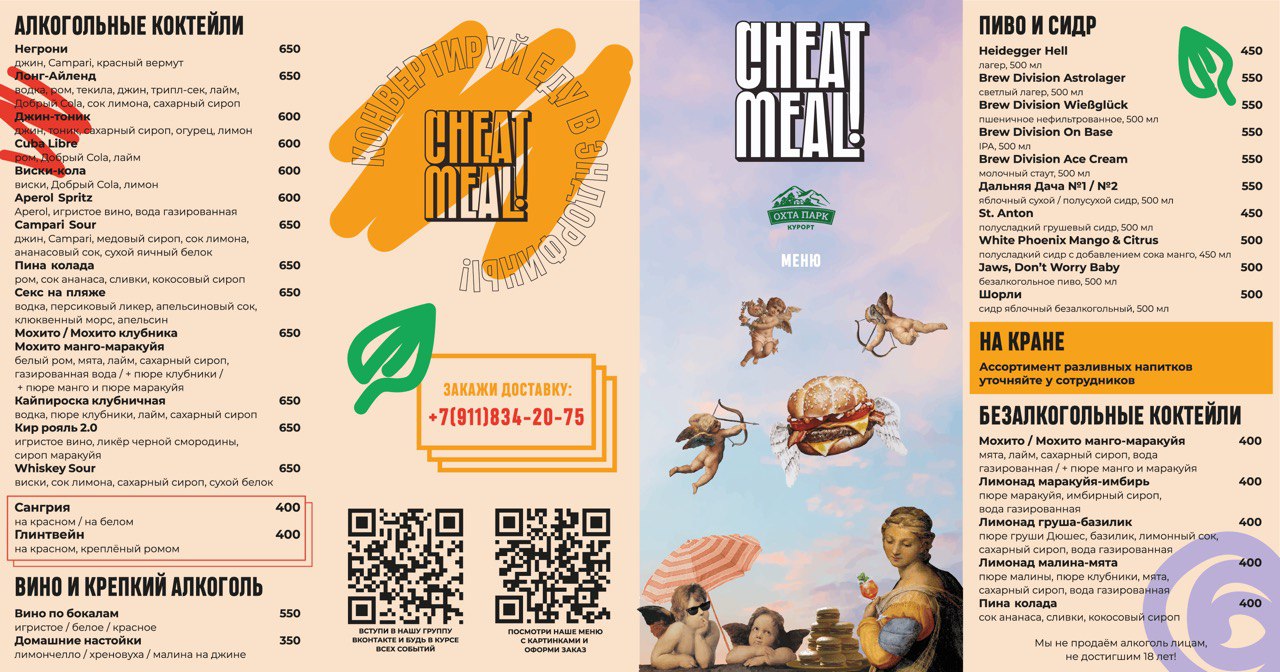 АЛКОГОЛЬНЫЕ КОКТЕЙЛИ
Негрони 650
джин, Campari, красный вермут
Лонг-Айленд 650
водка, ром, текила, джин, трипл-сек, лайм,
Добрый Cola, сок лимона, сахарный сироп
Джин-тоник 600
джин, тоник, сахарный сироп, огурец, лимон
Cuba Libre 600
ром, Добрый Cola, лайм
Виски-кола 600
виски, Добрый Cola, лимон
Aperol Spritz 600
Aperol, игристое вино, вода газированная
Campari Sour 650
джин, Campari, медовый сироп, сок лимона,
ананасовый сок, сухой яичный белок
Пина колада 650
ром, сок ананаса, сливки, кокосовый сироп
Секс на пляже 650
водка, персиковый ликер, апельсиновый сок,
клюквенный морс, апельсин
Мохито / Мохито клубника 650
Мохито манго-маракуйя
белый ром, мята, лайм, сахарный сироп,
газированная вода / + пюре клубники /
+ пюре манго и пюре маракуйя
Кайпироска клубничная 650
водка, пюре клубники, лайм, сахарный сироп
Кир рояль 2.0 650
игристое вино, ликёр черной смородины,
сироп маракуйя
Whiskey Sour 650
виски, сок лимона, сахарный сироп, сухой белок
Сангрия 400
на красном / на белом
Глинтвейн 400
на красном, креплёный ромом
ВИНО И КРЕПКИЙ АЛКОГОЛЬ
Вино по бокалам 550
игристое / белое / красное
Домашние настойки 350
лимончелло / хреновуха / малина на джине
КОНВЕРТИРУЙ ЕДУ В ЭНДОРФИНЫ!
CHEAT
MEAL!
ЗАКАЖИ ДОСТАВКУ:
+7(911)834-20-75
ВСТУПИ В НАШУ ГРУППУ
ВКОНТАКТЕ И БУДЬ В КУРСЕ
ВСЕХ СОБЫТИЙ
ПОСМОТРИ НАШЕ МЕНЮ
С КАРТИНКАМИ И
ОФОРМИ ЗАКАЗ
CHEAT
MEAL!
ОХТА ПАРК
КУРОРТ
МЕНЮ
ПИВО И СИДР
Heidegger Hell 450
лагер, 500 мл
Brew Division Astrolager 550
светлый лагер, 500 мл
Brew Division Wießglück 550
пшеничное нефильтрованное, 500 мл
Brew Division On Base 550
IPA, 500 мл
Brew Division Ace Cream 550
молочный стаут, 500 мл
Дальняя Дача №1 / №2 550
яблочный сухой / полусухой сидр, 500 мл
St. Anton 450
полусладкий грушевый сидр, 500 мл
White Phoenix Mango & Citrus 500
полусладкий сидр с добавлением сока манго, 450 мл
Jaws, Don’t Worry Baby 500
безалкогольное пиво, 500 мл
Шорли 500
сидр яблочный безалкогольный, 500 мл
НА КРАНЕ
Ассортимент разливных напитков
уточняйте у сотрудников
БЕЗАЛКОГОЛЬНЫЕ КОКТЕЙЛИ
Мохито / Мохито манго-маракуйя 400
мята, лайм, сахарный сироп, вода
газированная / + пюре манго и маракуйя
Лимонад маракуйя-имбирь 400
пюре маракуйя, имбирный сироп,
вода газированная
Лимонад груша-базилик 400
пюре груши Дюшес, базилик, лимонный сок,
сахарный сироп, вода газированная
Лимонад малина-мята 400
пюре малины, пюре клубники, мята,
сахарный сироп, вода газированная
Пина колада 400
сок ананаса, сливки, кокосовый сироп
Мы не продаём алкоголь лицам,
не достигшим 18 лет!